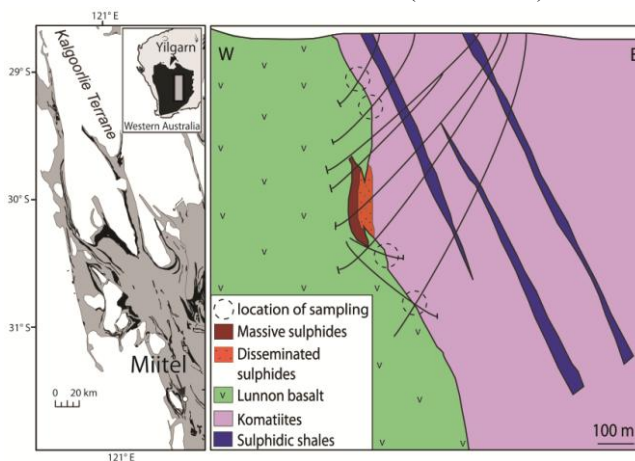 121° E
Yilgarn
29°S
Kalgoorlie Terrane
Western Australia
30°S
31°S
Miitel
0 20 km
121° E
W
E
location of sampling
Massive sulphides
Disseminated
sulphides
Lunnon basalt
Komatiites
Sulphidic shales
100 m